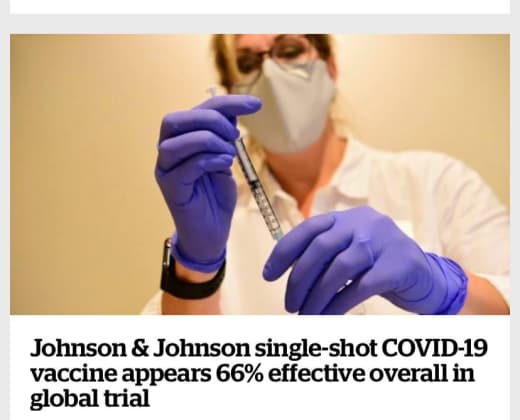 Johnson & Johnson single-shot COVID-19
vaccine appears 66% effective overall in
global trial